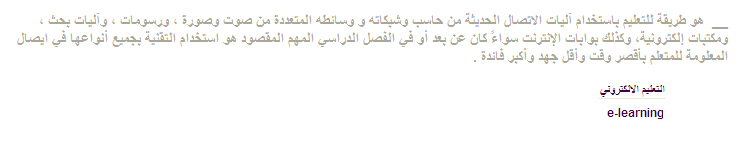 __ هو طريقة للتعليم باستخدام آليات الاتصال الحديثة من حاسب وشبكاته و وسائطه المتعددة من صوت وصورة ، ورسومات ، وآليات بحث ،
ومكتبات إلكترونية، وكذلك بوابات الإنترنت سواءً كان عن بعد أو في الفصل الدراسي المهم المقصود هو استخدام التقنية بجميع أنواعها في ايصال
المعلومة للمتعلم بأقصر وقت وأقل جهد وأكبر فائدة .
التعليم الالكتروني
e-learning